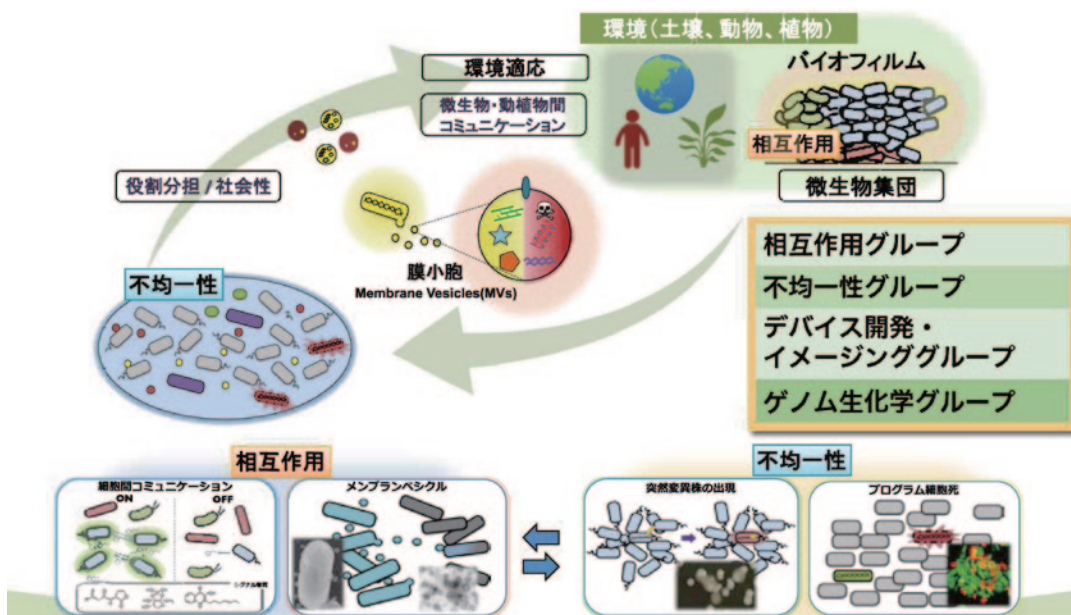 環境(土壌、動物、植物)
環境適応
微生物・動植物間
コミュニケーション
バイオフィルム
相互作用
微生物集団
役割分担 / 社会性
膜小胞
Membrane Vesicles(MVs)
不均一性
相互作用グループ
不均一性グループ
デバイス開発・
イメージンググループ
ゲノム生化学グループ
相互作用
細胞間コミュニケーション
ON
OFF
メンブランベシクル
不均一性
突然変異株の出現
プログラム細胞死